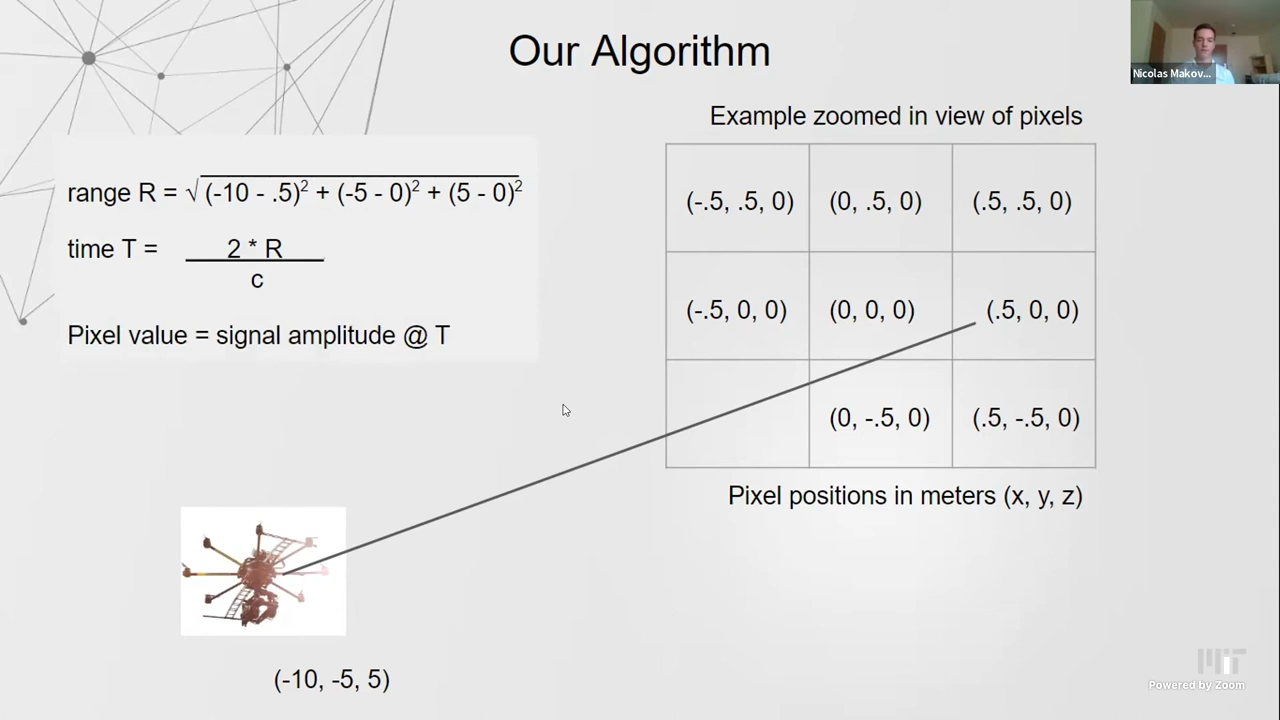 Our Algorithm
Nicolas Makov...
Example zoomed in view of pixels
range R = √(-10 - .5)² + (-5 - 0)² + (5 - 0)²
time T = 2 * R
c
Pixel value = signal amplitude @ T
(-.5, .5, 0) (0, .5, 0) (.5, .5, 0)
(-.5, 0, 0) (0, 0, 0) (.5, 0, 0)
(0, -.5, 0) (.5, -.5, 0)
Pixel positions in meters (x, y, z)
(-10, -5, 5)
MIT
Powered by Zoom